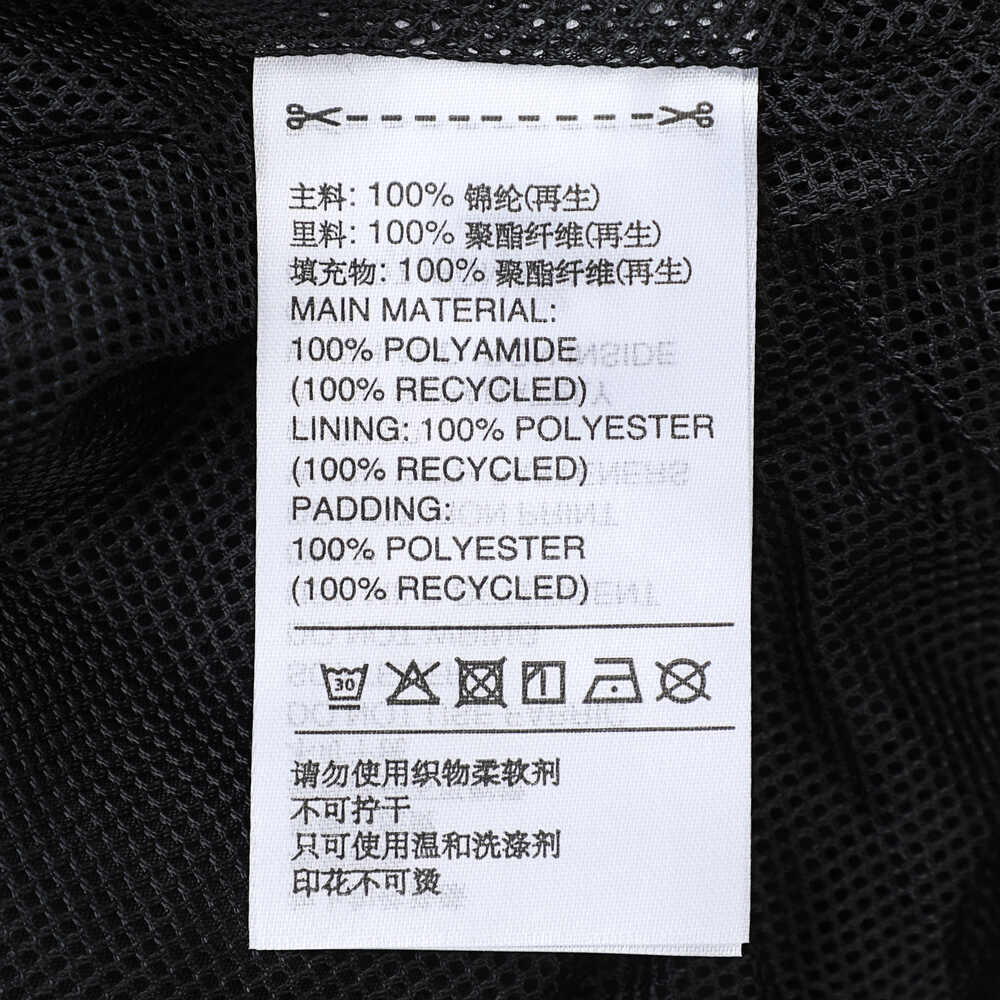 主料: 100% 锦纶(再生)
里料: 100% 聚酯纤维(再生)
填充物: 100% 聚酯纤维(再生)
MAIN MATERIAL:
100% POLYAMIDE
(100% RECYCLED)
LINING: 100% POLYESTER
(100% RECYCLED)
PADDING:
100% POLYESTER
(100% RECYCLED)
30
请勿使用织物柔软剂
不可拧干
只可使用温和洗涤剂
印花不可烫